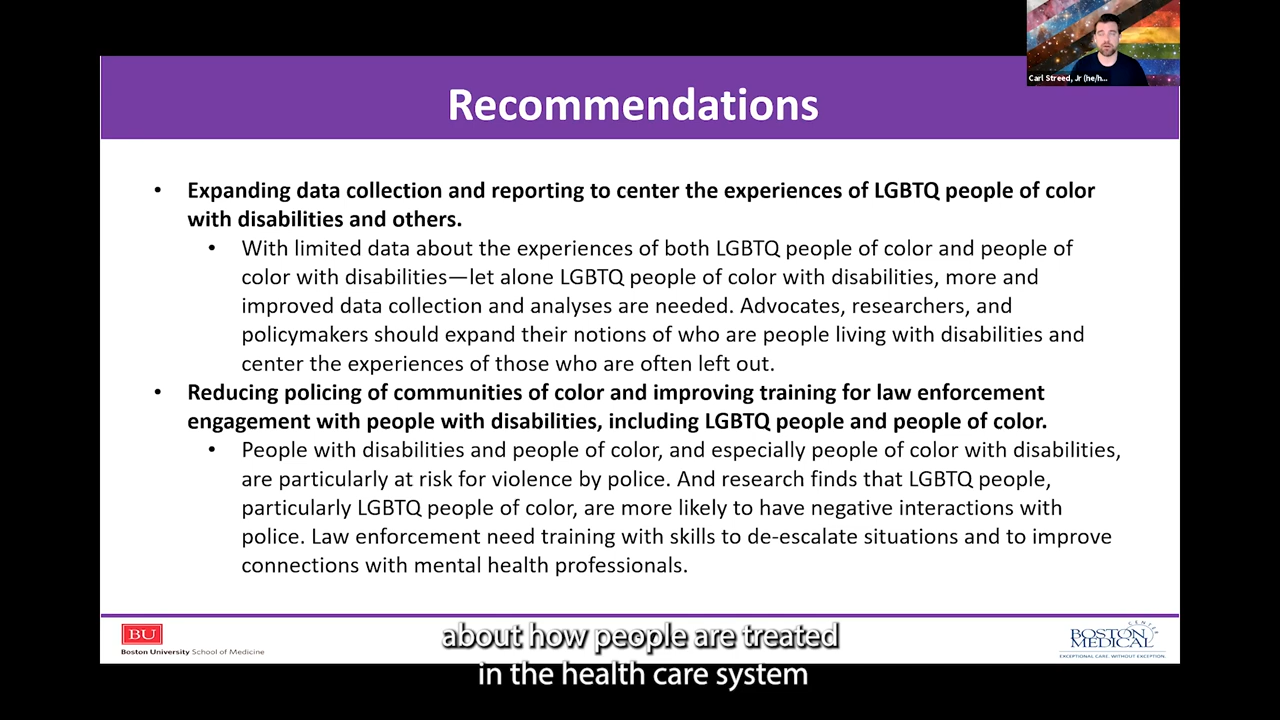 Carl Streed, Jr (he/h...
Recommendations
• Expanding data collection and reporting to center the experiences of LGBTQ people of color
with disabilities and others.
• With limited data about the experiences of both LGBTQ people of color and people of
color with disabilities—let alone LGBTQ people of color with disabilities, more and
improved data collection and analyses are needed. Advocates, researchers, and
policymakers should expand their notions of who are people living with disabilities and
center the experiences of those who are often left out.
• Reducing policing of communities of color and improving training for law enforcement
engagement with people with disabilities, including LGBTQ people and people of color.
• People with disabilities and people of color, and especially people of color with disabilities,
are particularly at risk for violence by police. And research finds that LGBTQ people,
particularly LGBTQ people of color, are more likely to have negative interactions with
police. Law enforcement need training with skills to de-escalate situations and to improve
connections with mental health professionals.
BU
Boston University School of Medicine
BOSTON
MEDICAL
CENTER
EXCEPTIONAL CARE. WITHOUT EXCEPTION.
about how people are treated
in the health care system